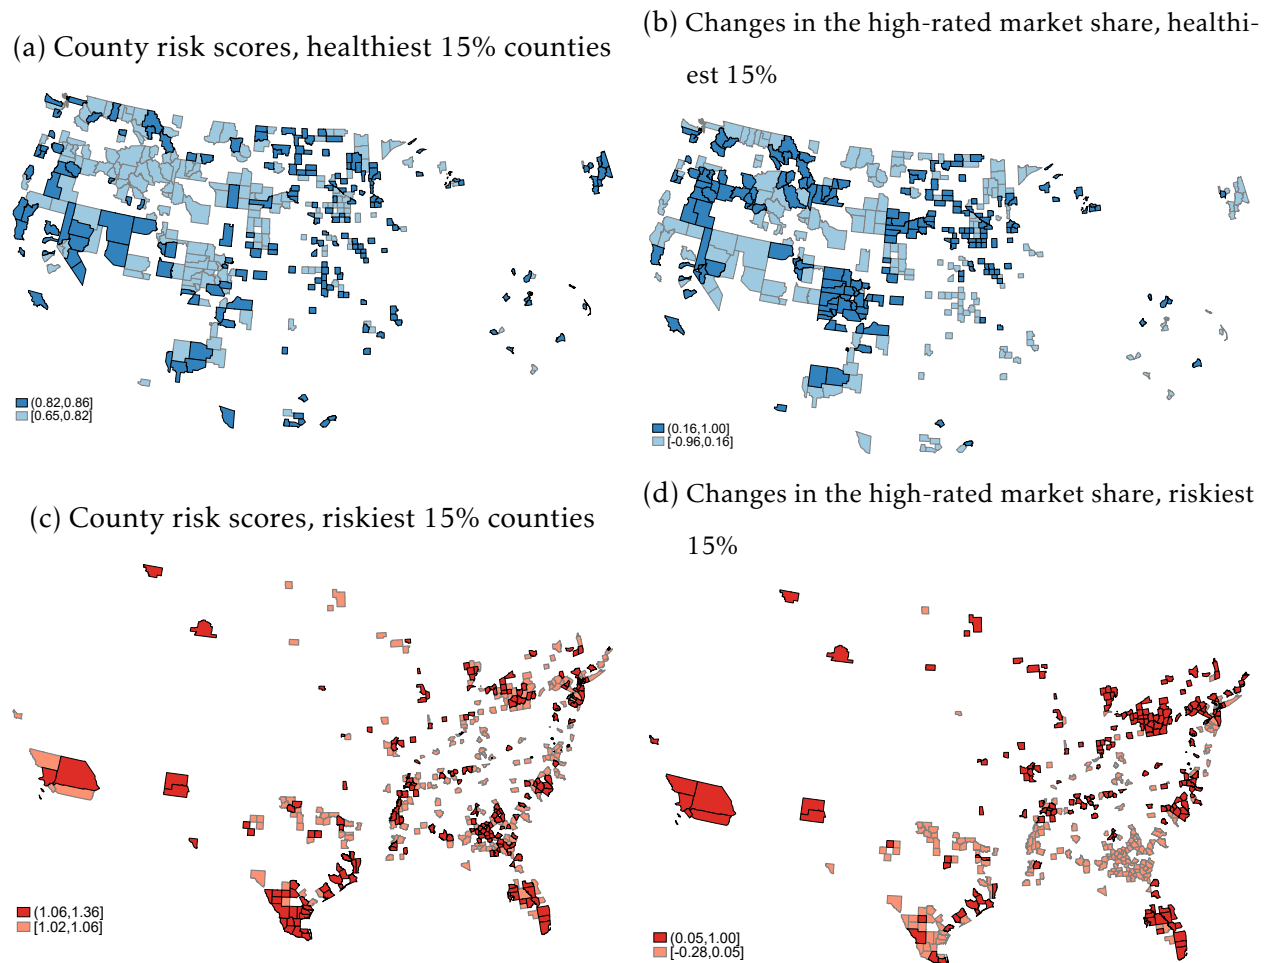 (a) County risk scores, healthiest 15% counties
(b) Changes in the high-rated market share, healthi-
est 15%
(0.82,0.86]
[0.65,0.82]
(0.16,1.00]
[-0.96,0.16]
(c) County risk scores, riskiest 15% counties
(d) Changes in the high-rated market share, riskiest
15%
(1.06,1.36]
[1.02,1.06]
(0.05,1.00]
[-0.28,0.05]